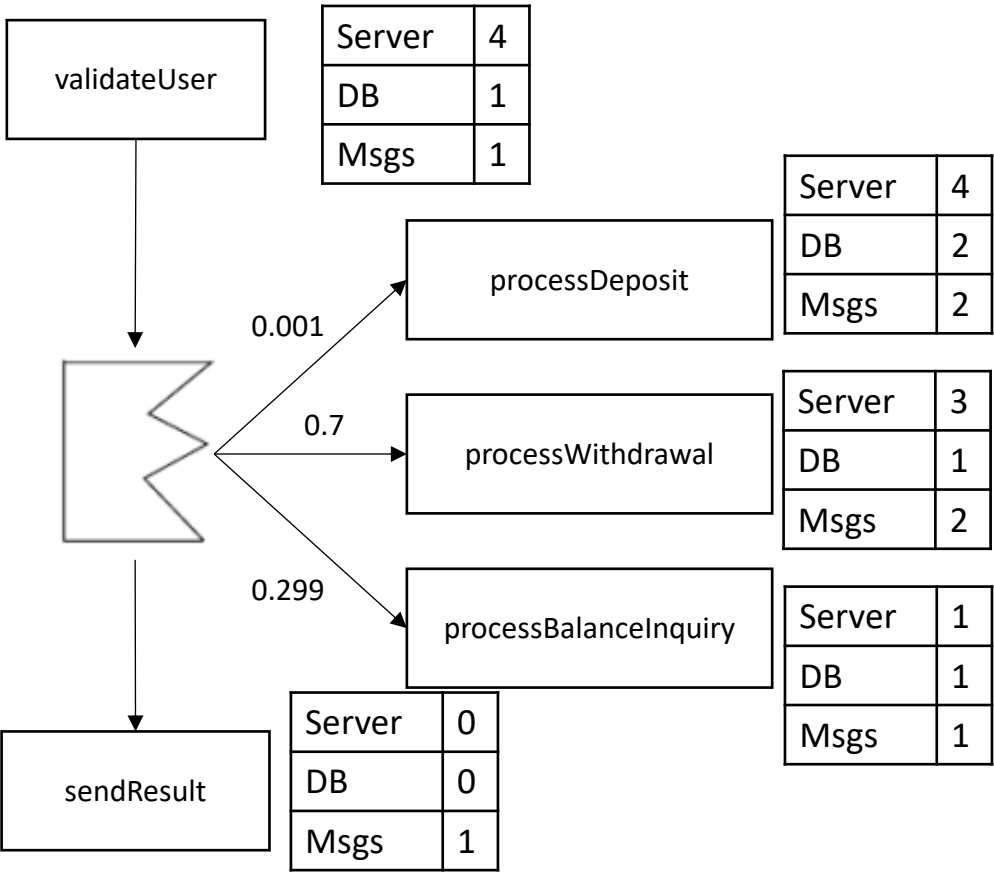 validateUser
Server 4
DB 1
Msgs 1
processDeposit
Server 4
DB 2
Msgs 2
0.001
0.7
processWithdrawal
Server 3
DB 1
Msgs 2
0.299
processBalanceInquiry
Server 1
DB 1
Msgs 1
sendResult
Server 0
DB 0
Msgs 1